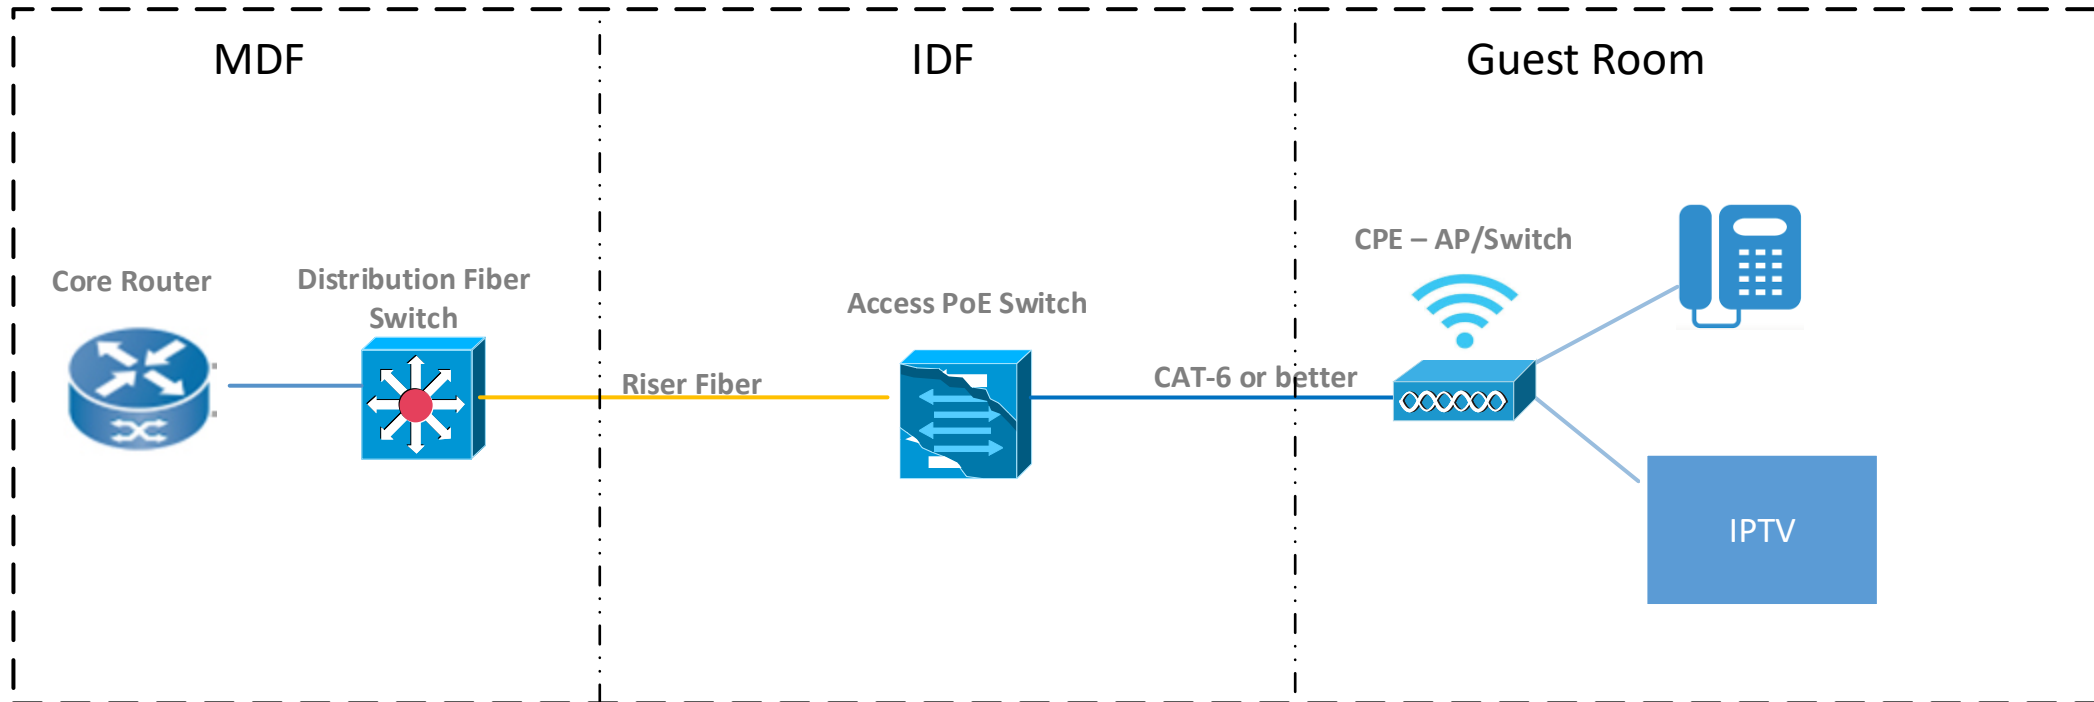 MDF
IDF
Guest Room
Core Router
Distribution Fiber
Switch
Riser Fiber
Access PoE Switch
CAT-6 or better
CPE – AP/Switch
IPTV